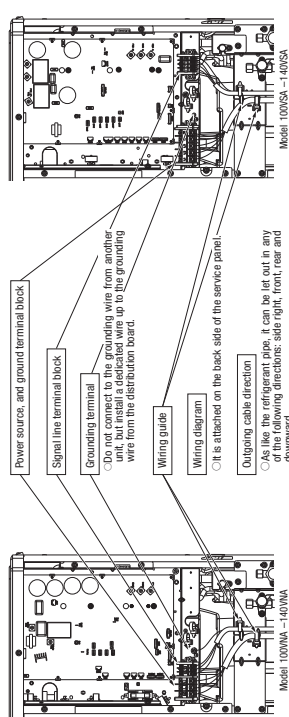 Power source, and ground terminal block
Signal line terminal block
Grounding terminal
○Do not connect to the grounding wire from another
unit, but install a dedicated wire up to the grounding
wire from the distribution board.
Wiring guide
Wiring diagram
○It is attached on the back side of the service panel.
Outgoing cable direction
○As like the refrigerant pipe, it can be let out in any
of the following directions: side right, front, rear and
downward.
Model 100VNA – 140VNA
Model 100VSA – 140VSA